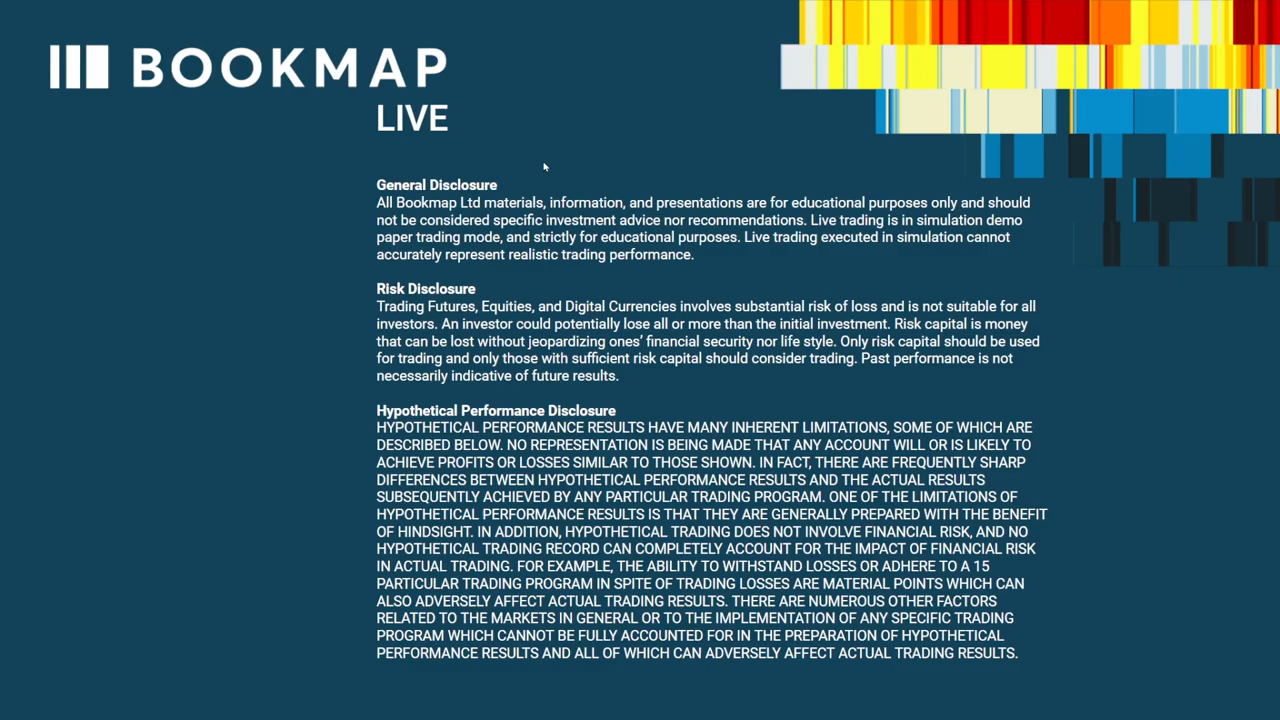 BOOKMAP
LIVE
General Disclosure
All Bookmap Ltd materials, information, and presentations are for educational purposes only and should
not be considered specific investment advice nor recommendations. Live trading is in simulation demo
paper trading mode, and strictly for educational purposes. Live trading executed in simulation cannot
accurately represent realistic trading performance.
Risk Disclosure
Trading Futures, Equities, and Digital Currencies involves substantial risk of loss and is not suitable for all
investors. An investor could potentially lose all or more than the initial investment. Risk capital is money
that can be lost without jeopardizing ones’ financial security nor life style. Only risk capital should be used
for trading and only those with sufficient risk capital should consider trading. Past performance is not
necessarily indicative of future results.
Hypothetical Performance Disclosure
HYPOTHETICAL PERFORMANCE RESULTS HAVE MANY INHERENT LIMITATIONS, SOME OF WHICH ARE
DESCRIBED BELOW. NO REPRESENTATION IS BEING MADE THAT ANY ACCOUNT WILL OR IS LIKELY TO
ACHIEVE PROFITS OR LOSSES SIMILAR TO THOSE SHOWN. IN FACT, THERE ARE FREQUENTLY SHARP
DIFFERENCES BETWEEN HYPOTHETICAL PERFORMANCE RESULTS AND THE ACTUAL RESULTS
SUBSEQUENTLY ACHIEVED BY ANY PARTICULAR TRADING PROGRAM. ONE OF THE LIMITATIONS OF
HYPOTHETICAL PERFORMANCE RESULTS IS THAT THEY ARE GENERALLY PREPARED WITH THE BENEFIT
OF HINDSIGHT. IN ADDITION, HYPOTHETICAL TRADING DOES NOT INVOLVE FINANCIAL RISK, AND NO
HYPOTHETICAL TRADING RECORD CAN COMPLETELY ACCOUNT FOR THE IMPACT OF FINANCIAL RISK
IN ACTUAL TRADING. FOR EXAMPLE, THE ABILITY TO WITHSTAND LOSSES OR ADHERE TO A 15
PARTICULAR TRADING PROGRAM IN SPITE OF TRADING LOSSES ARE MATERIAL POINTS WHICH CAN
ALSO ADVERSELY AFFECT ACTUAL TRADING RESULTS. THERE ARE NUMEROUS OTHER FACTORS
RELATED TO THE MARKETS IN GENERAL OR TO THE IMPLEMENTATION OF ANY SPECIFIC TRADING
PROGRAM WHICH CANNOT BE FULLY ACCOUNTED FOR IN THE PREPARATION OF HYPOTHETICAL
PERFORMANCE RESULTS AND ALL OF WHICH CAN ADVERSELY AFFECT ACTUAL TRADING RESULTS.